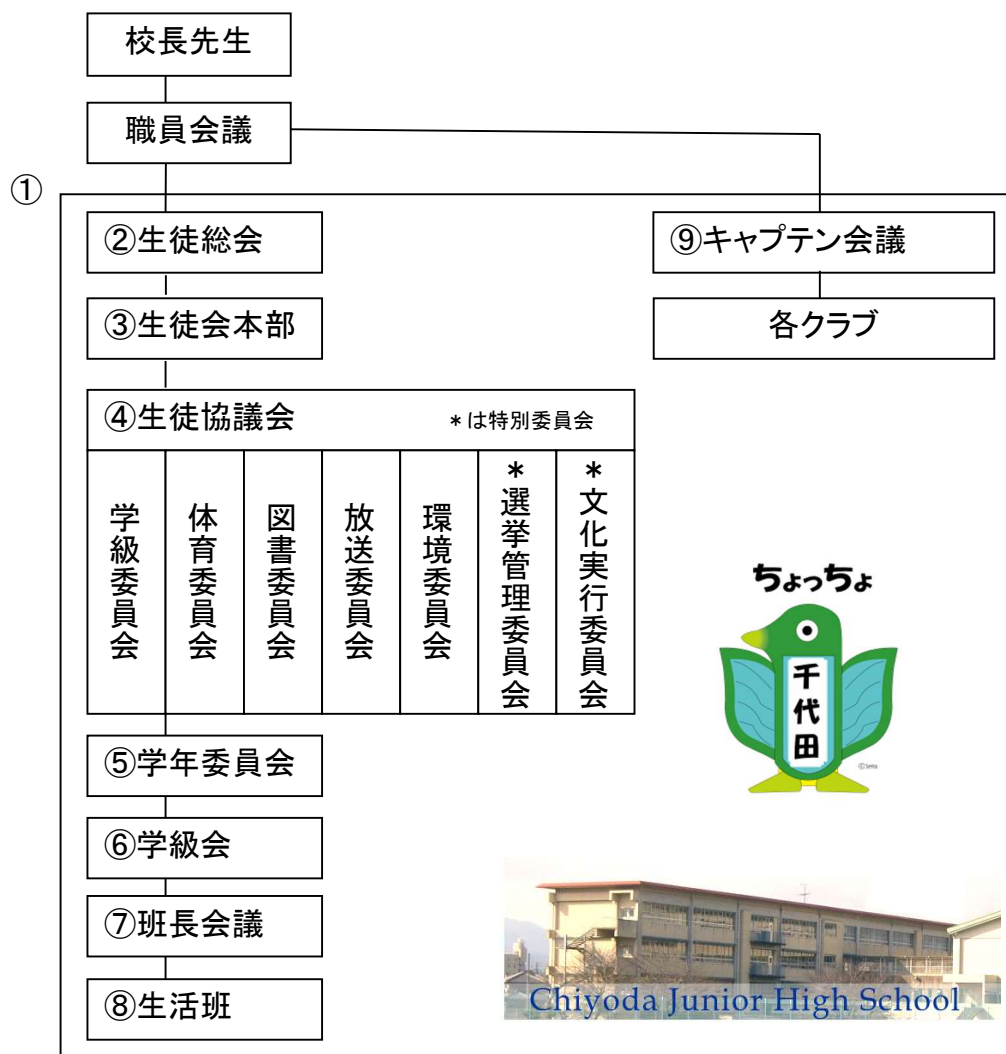 校長先生
職員会議
①
②生徒総会
⑨キャプテン会議
③生徒会本部
各クラブ
④生徒協議会
*は特別委員会
学級委員会
体育委員会
図書委員会
放送委員会
環境委員会
*選挙管理委員会
*文化実行委員会
ちょっちょ
千代田
⑤学年委員会
⑥学級会
⑦班長会議
⑧生活班
Chiyoda Junior High School